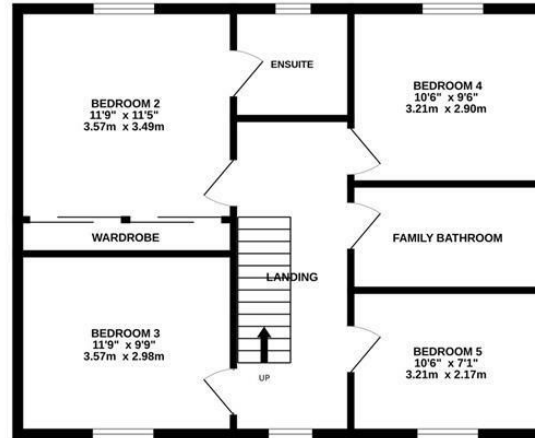 BEDROOM 2
11'9" x 11'5"
3.57m x 3.49m
ENSUITE
BEDROOM 4
10'6" x 9'6"
3.21m x 2.90m
WARDROBE
FAMILY BATHROOM
LANDING
BEDROOM 3
11'9" x 9'9"
3.57m x 2.98m
UP
BEDROOM 5
10'6" x 7'1"
3.21m x 2.17m